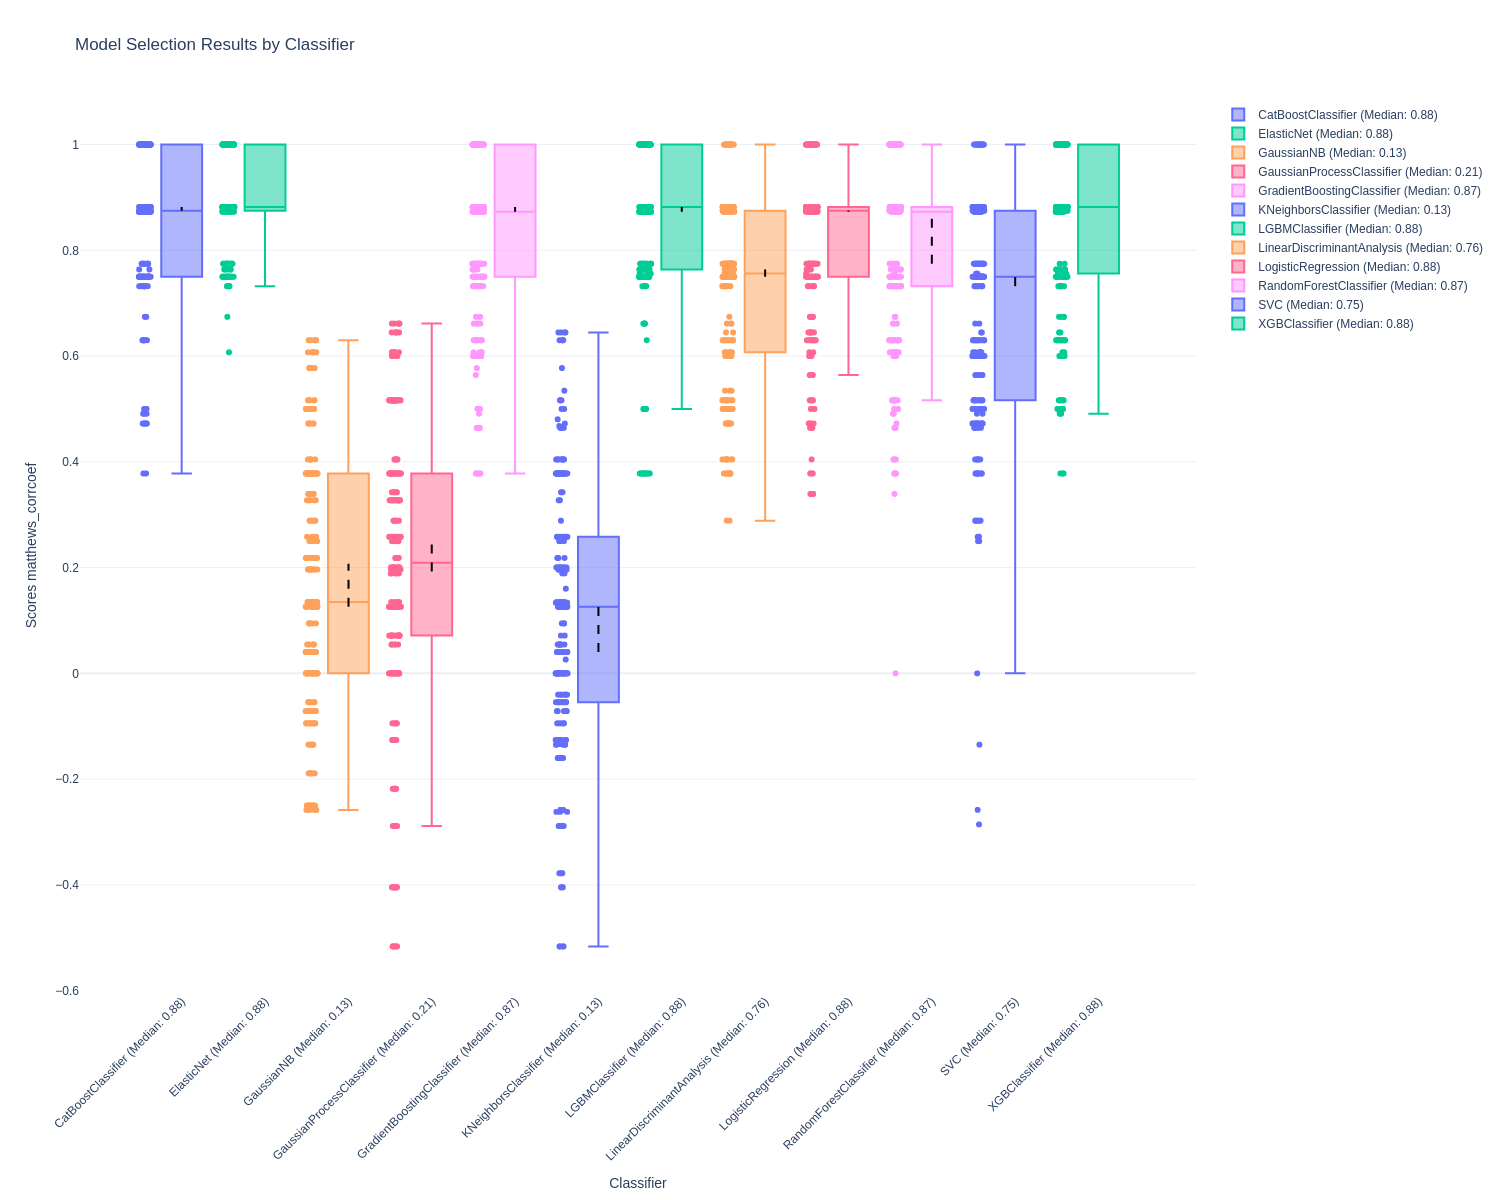 Model Selection Results by Classifier
CatBoostClassifier (Median: 0.88)
ElasticNet (Median: 0.88)
GaussianNB (Median: 0.13)
GaussianProcessClassifier (Median: 0.21)
GradientBoostingClassifier (Median: 0.87)
KNeighborsClassifier (Median: 0.13)
LGBMClassifier (Median: 0.88)
LinearDiscriminantAnalysis (Median: 0.76)
LogisticRegression (Median: 0.88)
RandomForestClassifier (Median: 0.87)
SVC (Median: 0.75)
XGBClassifier (Median: 0.88)
Scores matthews_corrcoef
1
0.8
0.6
0.4
0.2
0
−0.2
−0.4
−0.6
CatBoostClassifier (Median: 0.88)
ElasticNet (Median: 0.88)
GaussianNB (Median: 0.13)
GaussianProcessClassifier (Median: 0.21)
GradientBoostingClassifier (Median: 0.87)
KNeighborsClassifier (Median: 0.13)
LGBMClassifier (Median: 0.88)
LinearDiscriminantAnalysis (Median: 0.76)
LogisticRegression (Median: 0.88)
RandomForestClassifier (Median: 0.87)
SVC (Median: 0.75)
XGBClassifier (Median: 0.88)
Classifier